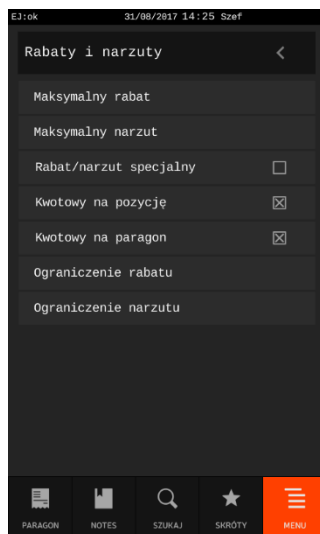 EJ:ok 31/08/2017 14:25 Szef
Rabaty i narzuty
Maksymalny rabat
Maksymalny narzut
Rabat/narzut specjalny
Kwotowy na pozycję
Kwotowy na paragon
Ograniczenie rabatu
Ograniczenie narzutu
PARAGON NOTES SZUKAJ SKRÓTY MENU